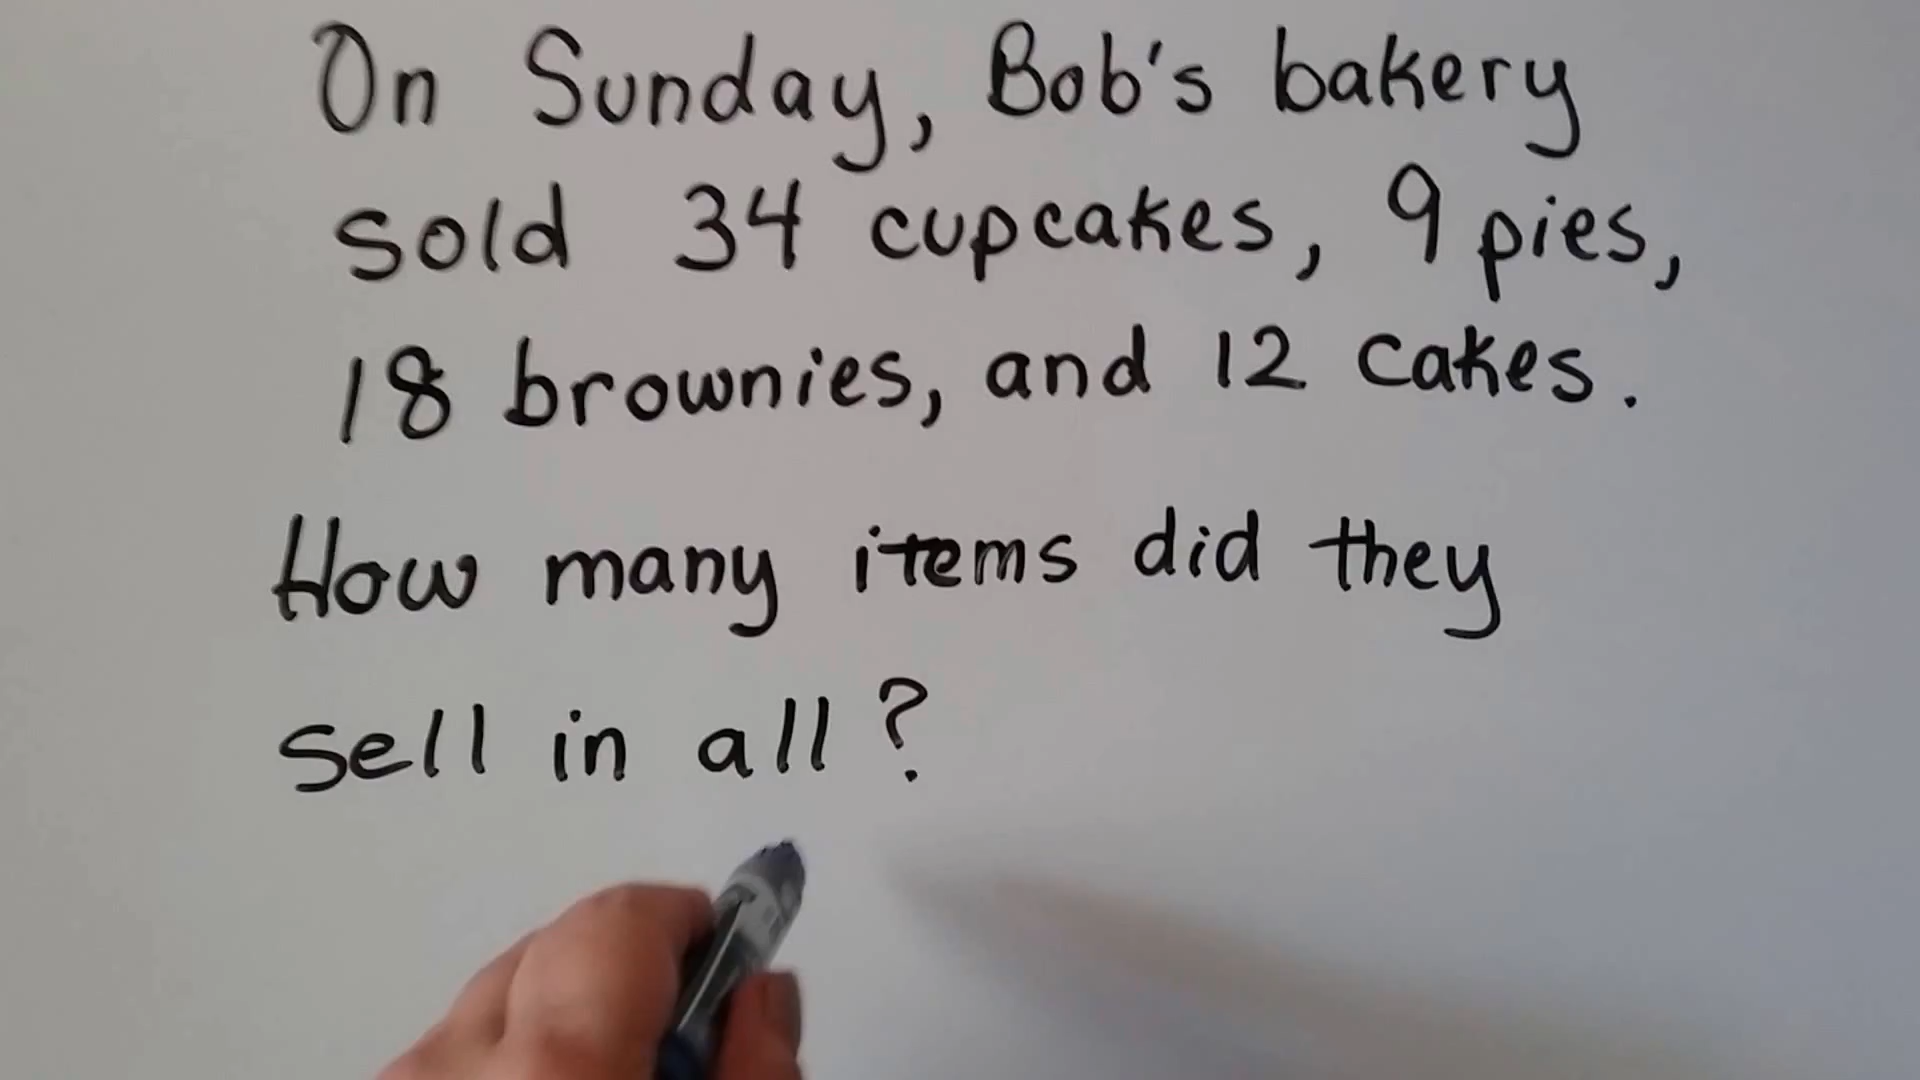 On Sunday, Bob's bakery
sold 34 cupcakes, 9 pies,
18 brownies, and 12 cakes.
How many items did they
sell in all?